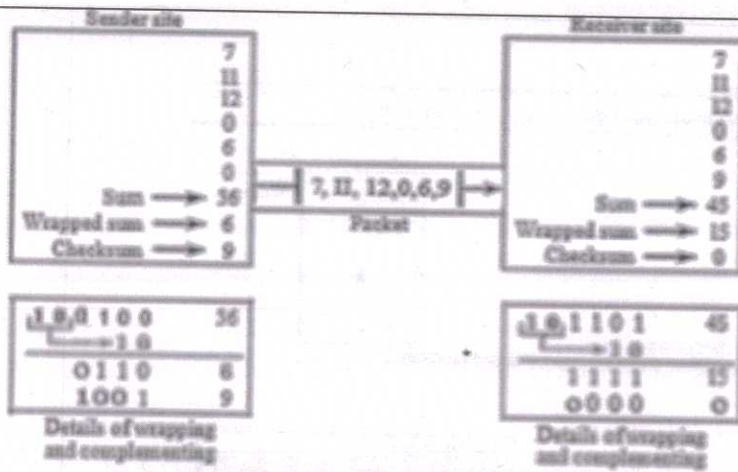 Sender site
7
11
12
0
6
0
Sum 36
Wrapped sum 6
Checksum 9
7, 11, 12,0,6,9
Packet
Receiver site
7
11
12
0
6
9
Sum 45
Wrapped sum 15
Checksum 0
1 0 0 1 0 0 36
1 0
0 1 1 0 6
1 0 0 1 9
Details of wrapping
and complementing
1 0 1 1 0 1 45
1 0
1 1 1 1 15
0 0 0 0 0
Details of wrapping
and complementing